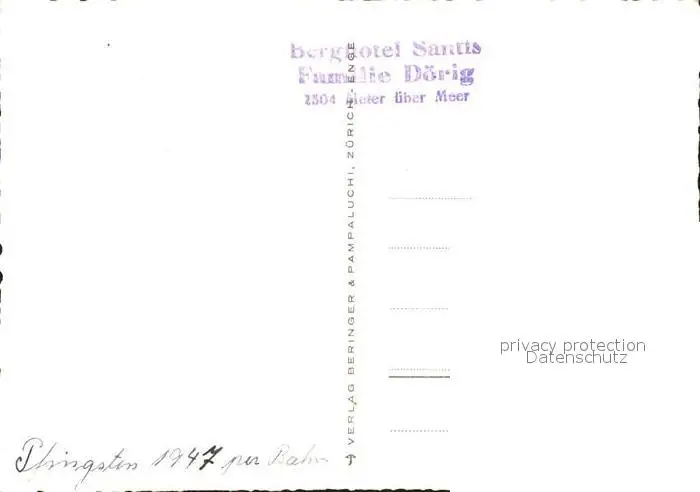 Berghotel Säntis
Familie Dörig
2504 Meter über Meer
VERLAG BERINGER & PAMPALUCHI, ZÜRICH-ENGE
privacy protection
Datenschutz
Pfingsten 1947 per Bahn